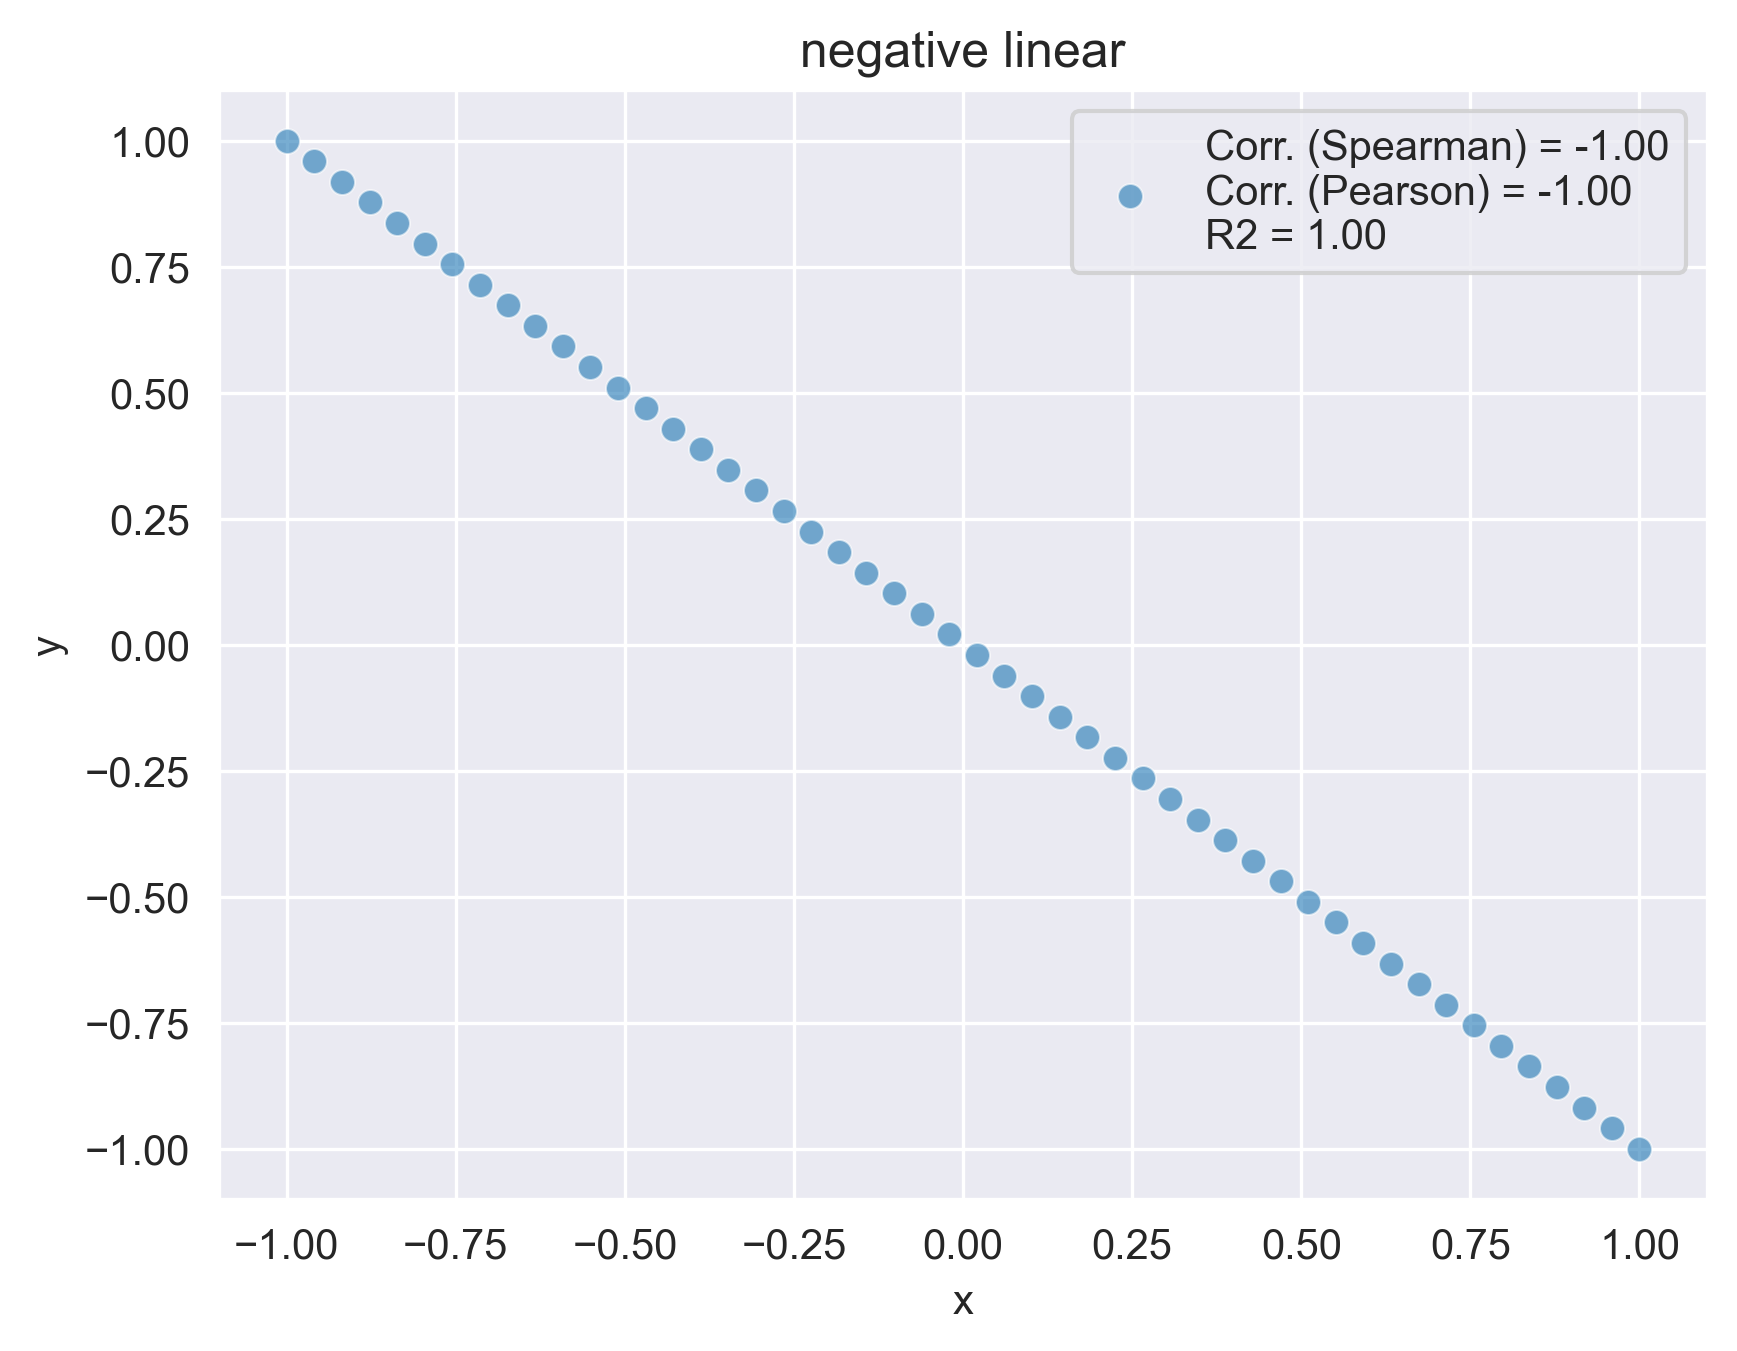 negative linear
Corr. (Spearman) = -1.00
Corr. (Pearson) = -1.00
R2 = 1.00
1.00
0.75
0.50
0.25
0.00
−0.25
−0.50
−0.75
−1.00
y
−1.00 −0.75 −0.50 −0.25 0.00 0.25 0.50 0.75 1.00
x